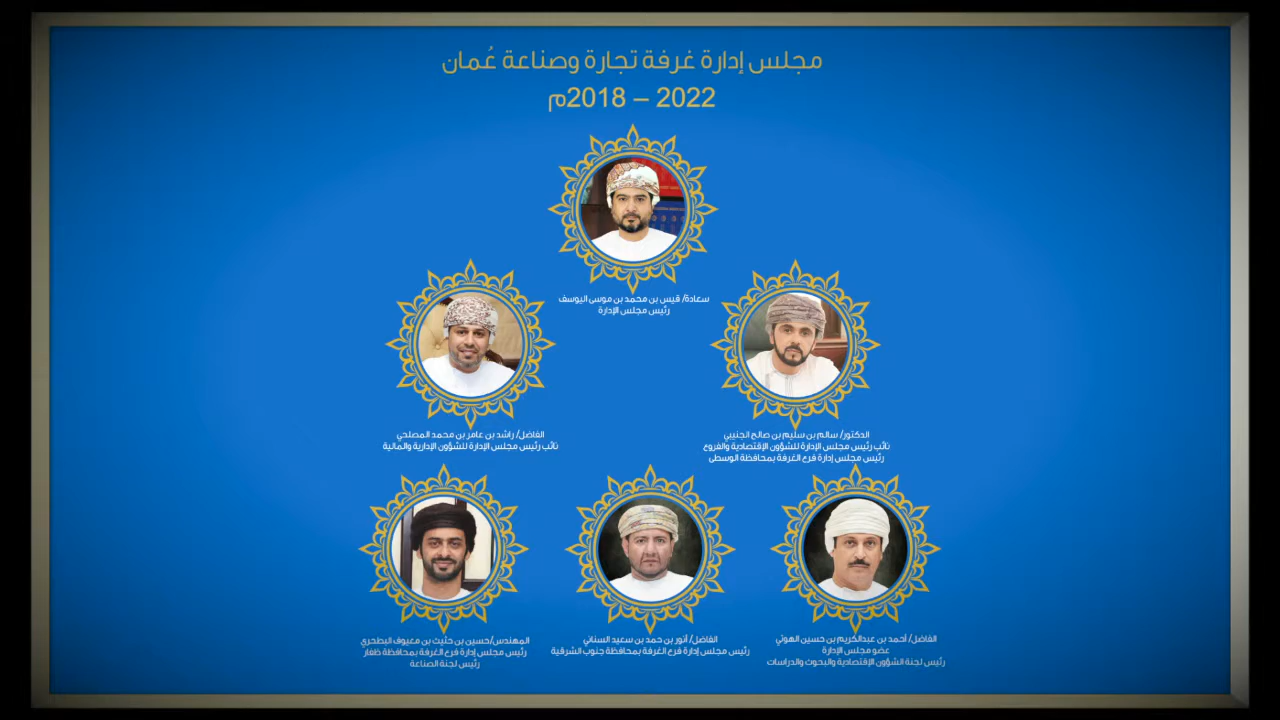 مجلس إدارة غرفة تجارة وصناعة عُمان
2018 – 2022م
سعادة/ قيس بن محمد بن موسى اليوسف
رئيس مجلس الإدارة
الدكتور/ سالم بن سليم بن صالح الجنيبي
نائب رئيس مجلس الإدارة للشؤون الإقتصادية والفروع
رئيس مجلس إدارة فرع الغرفة بمحافظة الوسطى
الفاضل/ راشد بن عامر بن محمد المصلحي
نائب رئيس مجلس الإدارة للشؤون الإدارية والمالية
الفاضل/ أحمد بن عبدالكريم بن حسين الهوتي
عضو مجلس الإدارة
رئيس لجنة الشؤون الإقتصادية والبحوث والدراسات
الفاضل/ أنور بن حمد بن سعيد السناني
رئيس مجلس إدارة فرع الغرفة بمحافظة جنوب الشرقية
المهندس/حسين بن حثيث بن معيوف البطحري
رئيس مجلس إدارة فرع الغرفة بمحافظة ظفار
رئيس لجنة الصناعة